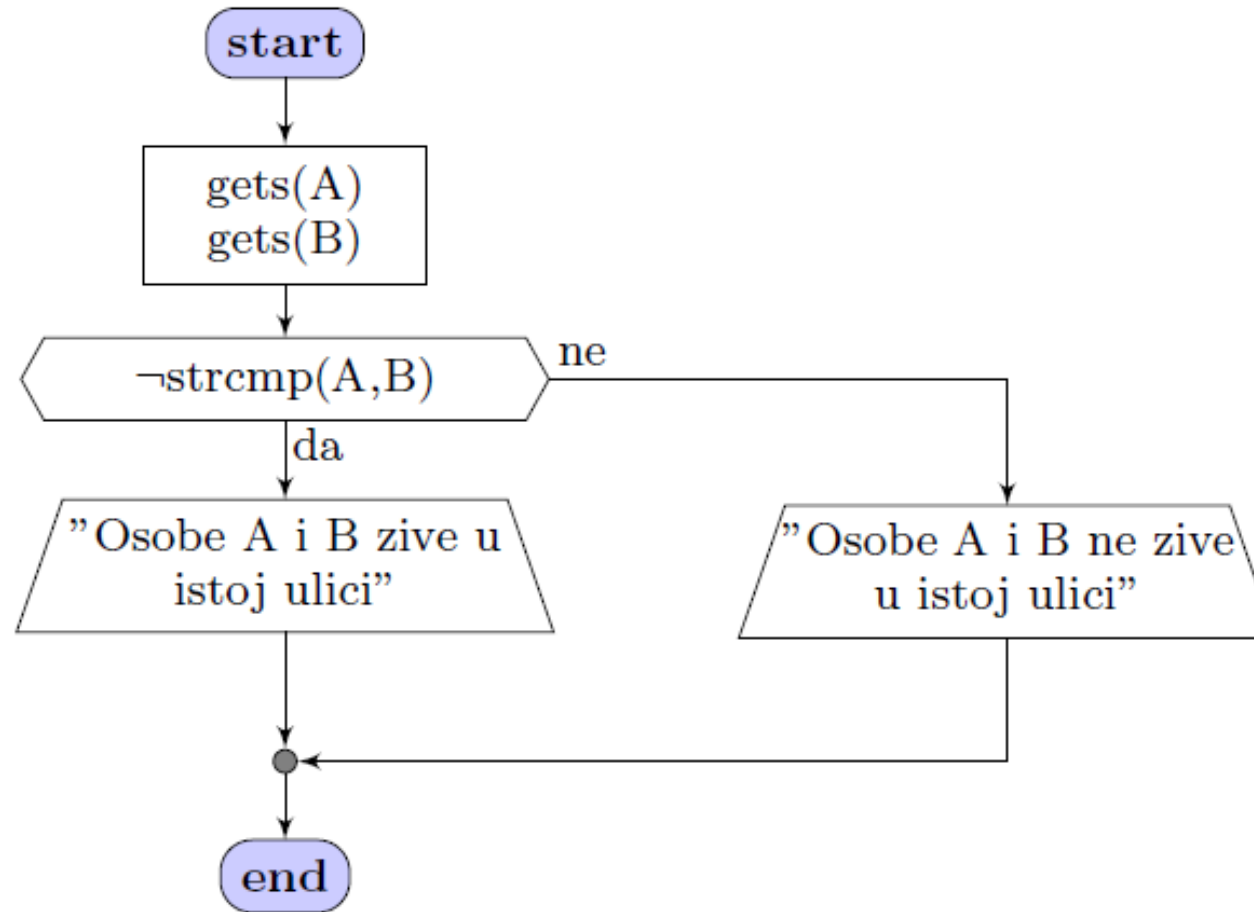 start
gets(A)
gets(B)
¬strcmp(A,B)
ne
da
”Osobe A i B zive u
istoj ulici”
”Osobe A i B ne zive
u istoj ulici”
end